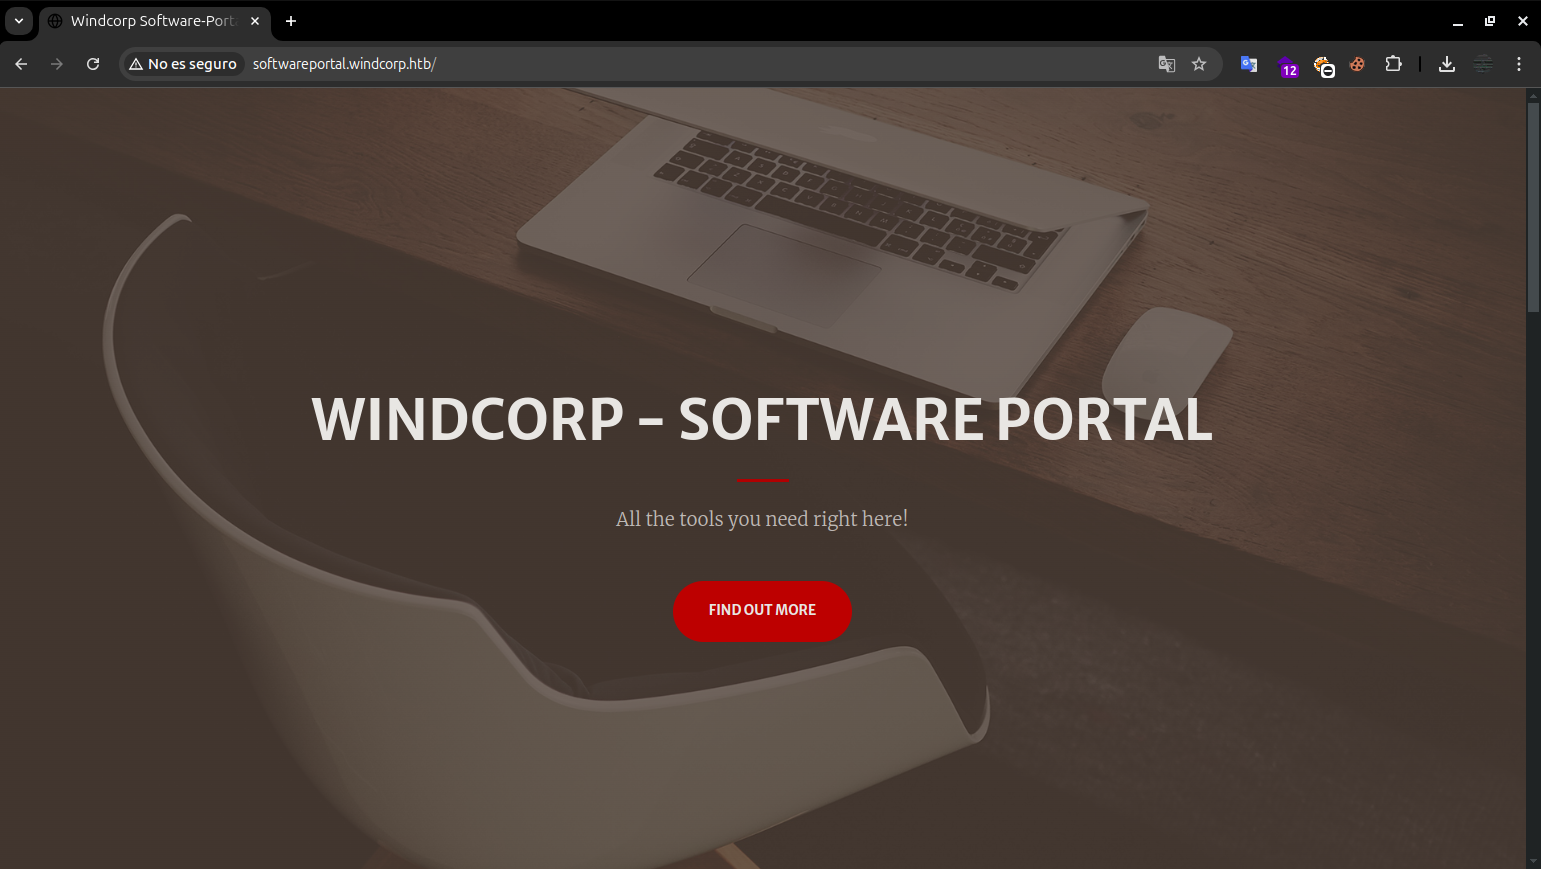 Windcorp Software-Port
No es seguro
softwareportal.windcorp.htb/
12
WINDCORP - SOFTWARE PORTAL
All the tools you need right here!
FIND OUT MORE